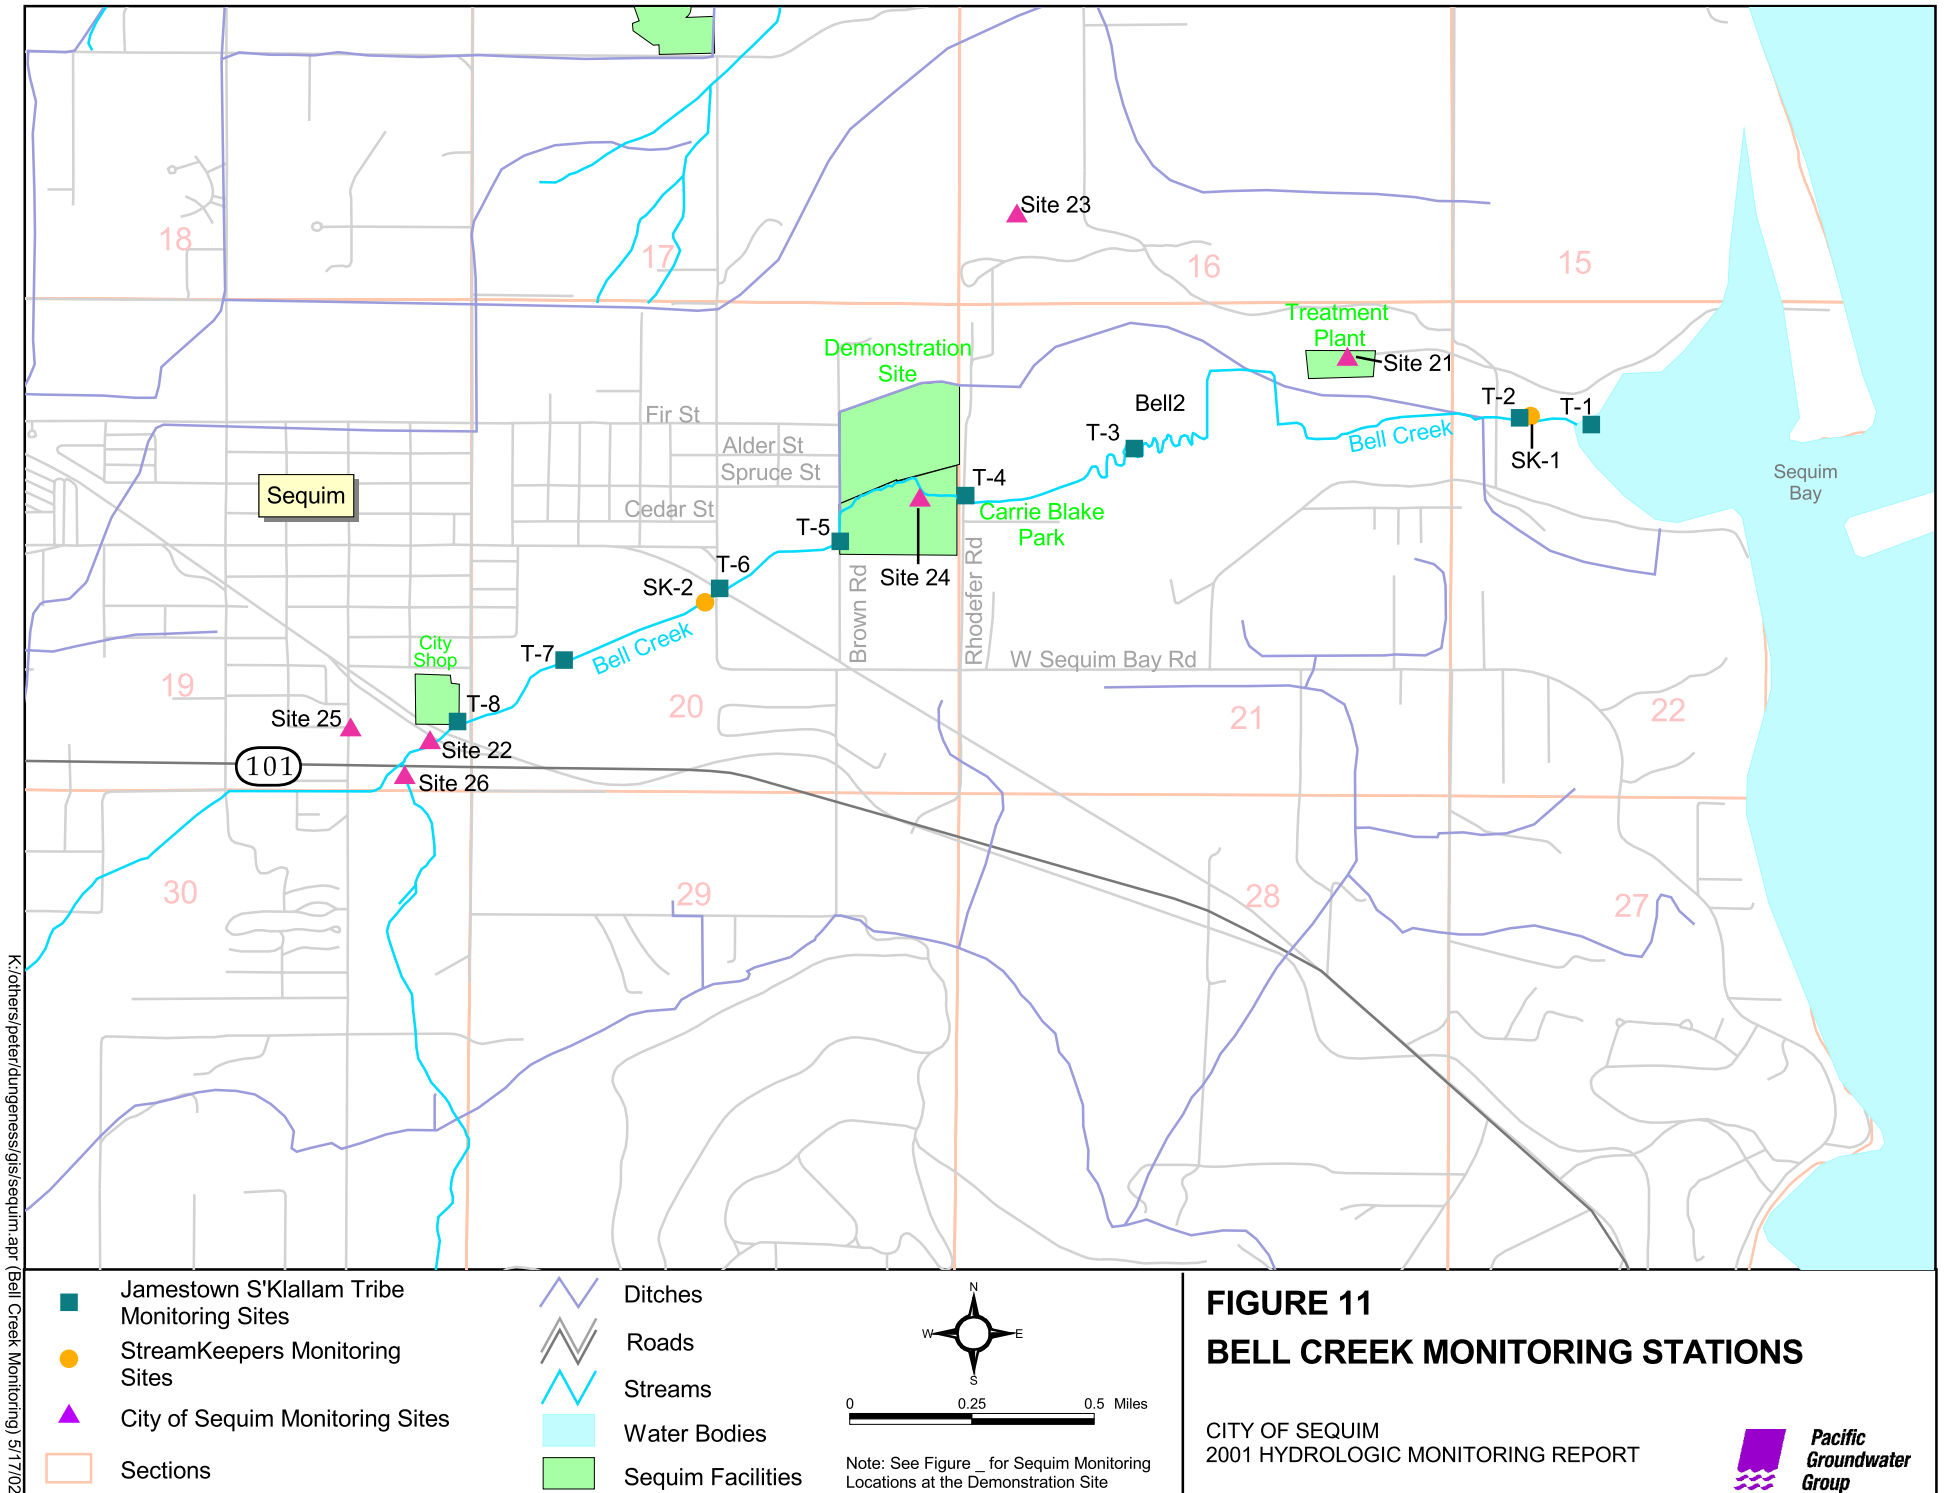 Site 23
18
17
16
15
Treatment
Plant
Site 21
Demonstration
Site
T-2
T-1
Bell2
Fir St
T-3
Bell Creek
Alder St
SK-1
Spruce St
Sequim
Bay
T-4
Sequim
Cedar St
Carrie Blake
Park
T-5
T-6
Site 24
SK-2
Brown Rd
Rhodefer Rd
City
Shop
T-7
Bell Creek
W Sequim Bay Rd
19
T-8
20
21
22
Site 25
Site 22
101
Site 26
30
29
28
27
K:/others/peter/dungeness/gis/sequim.apr (Bell Creek Monitoring) 5/17/02
Jamestown S'Klallam Tribe
Monitoring Sites
StreamKeepers Monitoring
Sites
City of Sequim Monitoring Sites
Sections
Ditches
Roads
Streams
Water Bodies
Sequim Facilities
N
W
E
S
0 0.25 0.5 Miles
Note: See Figure _ for Sequim Monitoring
Locations at the Demonstration Site
FIGURE 11
BELL CREEK MONITORING STATIONS
CITY OF SEQUIM
2001 HYDROLOGIC MONITORING REPORT
Pacific
Groundwater
Group